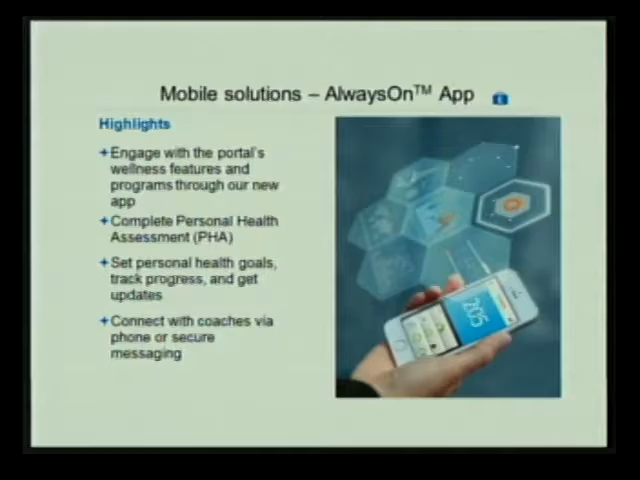 Mobile solutions – AlwaysOn™ App
Highlights
Engage with the portal's
wellness features and
programs through our new
app
Complete Personal Health
Assessment (PHA)
Set personal health goals,
track progress, and get
updates
Connect with coaches via
phone or secure
messaging
205